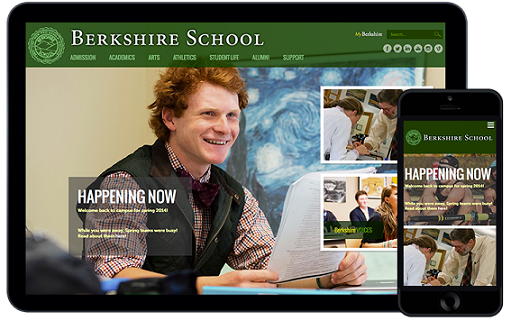 BERKSHIRE SCHOOL
MyBerkshire
Search...
ADMISSION ACADEMICS ARTS ATHLETICS STUDENT LIFE ALUMNI SUPPORT
HAPPENING NOW
Welcome back to campus for spring 2014!
While you were away, Spring teams were busy!
Read about them here!
Berkshire VOICES
BERKSHIRE SCHOOL
HAPPENING NOW
Welcome back to campus for spring 2014!
While you were away, Spring teams were busy! Read about them here!